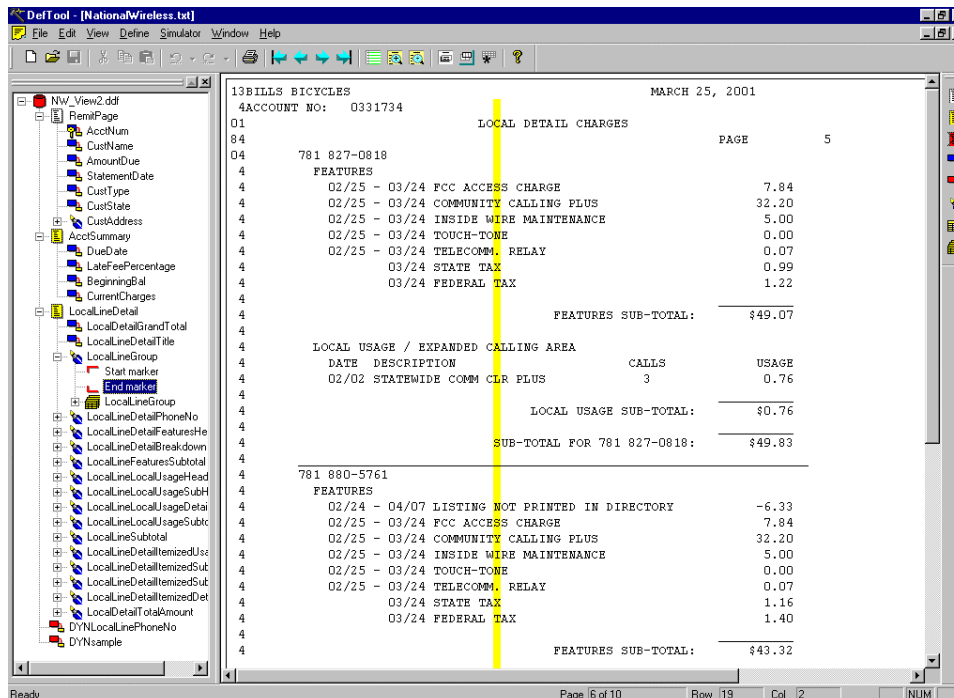 DefTool - [NationalWireless.txt]
File Edit View Define Simulator Window Help
NW_View2.ddf
RemitPage
AcctNum
CustName
AmountDue
StatementDate
CustType
CustState
CustAddress
AcctSummary
DueDate
LateFeePercentage
BeginningBal
CurrentCharges
LocalLineDetail
LocalDetailGrandTotal
LocalLineDetailTitle
LocalLineGroup
Start marker
End marker
LocalLineGroup
LocalLineDetailPhoneNo
LocalLineDetailFeaturesHe
LocalLineDetailBreakdown
LocalLineFeaturesSubtotal
LocalLineLocalUsageHead
LocalLineLocalUsageSubH
LocalLineLocalUsageDetai
LocalLineLocalUsageSubtc
LocalLineSubtotal
LocalLineDetailItemizedUsa
LocalLineDetailItemizedSub
LocalLineDetailItemizedSub
LocalLineDetailItemizedDet
LocalDetailTotalAmount
DYNLocalLinePhoneNo
DYNsample
13BILLS BICYCLES MARCH 25, 2001
4ACCOUNT NO: 0331734
01 LOCAL DETAIL CHARGES
84 PAGE 5
04 781 827-0818
4 FEATURES
4 02/25 - 03/24 FCC ACCESS CHARGE 7.84
4 02/25 - 03/24 COMMUNITY CALLING PLUS 32.20
4 02/25 - 03/24 INSIDE WIRE MAINTENANCE 5.00
4 02/25 - 03/24 TOUCH-TONE 0.00
4 02/25 - 03/24 TELECOMM. RELAY 0.07
4 03/24 STATE TAX 0.99
4 03/24 FEDERAL TAX 1.22
4
4 FEATURES SUB-TOTAL: $49.07
4
4 LOCAL USAGE / EXPANDED CALLING AREA
4 DATE DESCRIPTION CALLS USAGE
4 02/02 STATEWIDE COMM CLR PLUS 3 0.76
4
4 LOCAL USAGE SUB-TOTAL: $0.76
4
4 SUB-TOTAL FOR 781 827-0818: $49.83
4
4 781 880-5761
4 FEATURES
4 02/24 - 04/07 LISTING NOT PRINTED IN DIRECTORY -6.33
4 02/25 - 03/24 FCC ACCESS CHARGE 7.84
4 02/25 - 03/24 COMMUNITY CALLING PLUS 32.20
4 02/25 - 03/24 INSIDE WIRE MAINTENANCE 5.00
4 02/25 - 03/24 TOUCH-TONE 0.00
4 02/25 - 03/24 TELECOMM. RELAY 0.07
4 03/24 STATE TAX 1.16
4 03/24 FEDERAL TAX 1.40
4
4 FEATURES SUB-TOTAL: $43.32
Ready Page 6 of 10 Row 19 Col 2 NUM